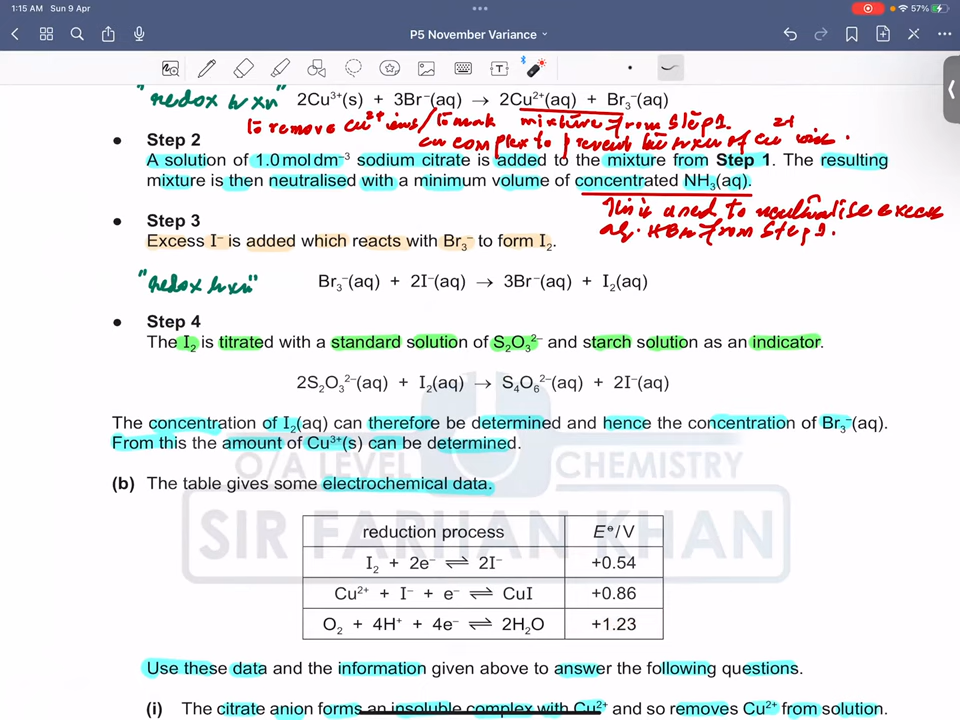 1:15 AM Sun 9 Apr
57%
P5 November Variance
"redox rxn" 2Cu³⁺(s) + 3Br⁻(aq) → 2Cu²⁺(aq) + Br₃⁻(aq)
to remove Cu²⁺ ions/to mask mixture from Step 1.
complex to prevent the rxn of Cu²⁺ with
• Step 2
A solution of 1.0 mol dm⁻³ sodium citrate is added to the mixture from Step 1. The resulting
mixture is then neutralised with a minimum volume of concentrated NH₃(aq).
This is used to neutralise excess
aq. HBr from Step 1.
• Step 3
Excess I⁻ is added which reacts with Br₃⁻ to form I₂.
"redox rxn" Br₃⁻(aq) + 2I⁻(aq) → 3Br⁻(aq) + I₂(aq)
• Step 4
The I₂ is titrated with a standard solution of S₂O₃²⁻ and starch solution as an indicator.
2S₂O₃²⁻(aq) + I₂(aq) → S₄O₆²⁻(aq) + 2I⁻(aq)
The concentration of I₂(aq) can therefore be determined and hence the concentration of Br₃⁻(aq).
From this the amount of Cu³⁺(s) can be determined.
O/A LEVEL CHEMISTRY
(b) The table gives some electrochemical data.
SIR FARHAN KHAN
reduction process E⦵/V
I₂ + 2e⁻ ⇌ 2I⁻ +0.54
Cu²⁺ + I⁻ + e⁻ ⇌ CuI +0.86
O₂ + 4H⁺ + 4e⁻ ⇌ 2H₂O +1.23
Use these data and the information given above to answer the following questions.
(i) The citrate anion forms an insoluble complex with Cu²⁺ and so removes Cu²⁺ from solution.